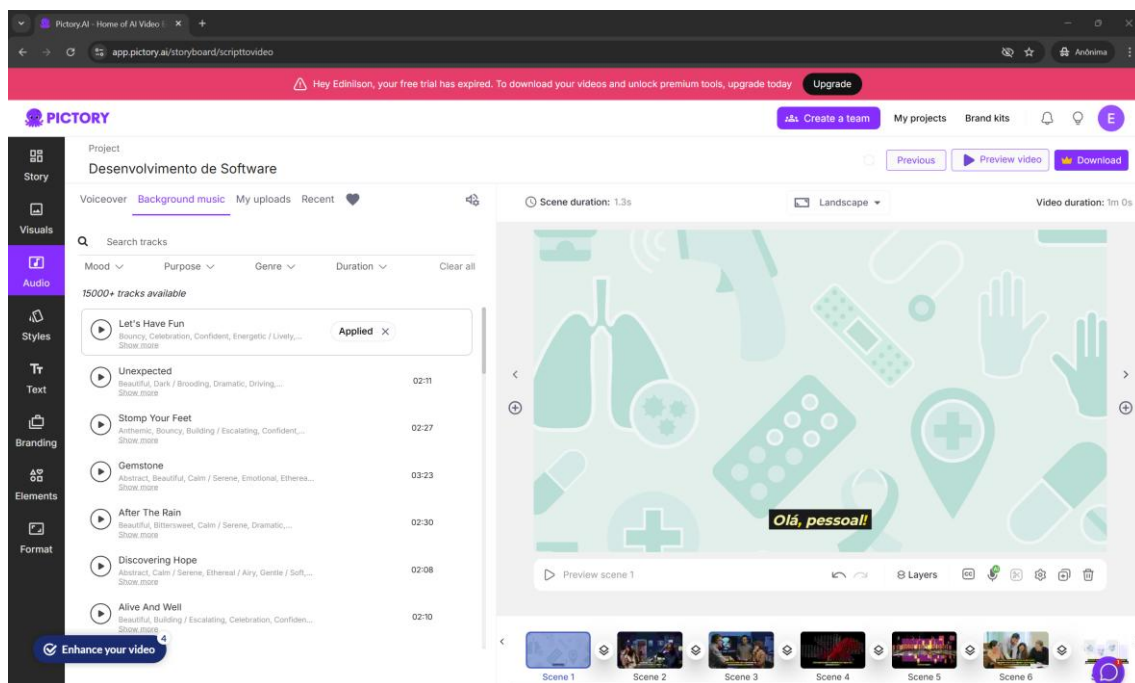 Pictory.AI - Home of AI Video
app.pictory.ai/storyboard/scripttovideo
Anônima
Hey Edinilson, your free trial has expired. To download your videos and unlock premium tools, upgrade today
Upgrade
PICTORY
Create a team
My projects
Brand kits
E
Story
Visuals
Audio
Styles
Text
Branding
Elements
Format
Project
Desenvolvimento de Software
Previous
Preview video
Download
Voiceover
Background music
My uploads
Recent
Scene duration: 1.3s
Landscape
Video duration: 1m 0s
Search tracks
Mood
Purpose
Genre
Duration
Clear all
15000+ tracks available
Let's Have Fun
Bouncy, Celebration, Confident, Energetic / Lively,...
Show more
Applied
Unexpected
Beautiful, Dark / Brooding, Dramatic, Driving,...
Show more
02:11
Stomp Your Feet
Anthemic, Bouncy, Building / Escalating, Confident,...
Show more
02:27
Gemstone
Abstract, Beautiful, Calm / Serene, Emotional, Etherea...
Show more
03:23
After The Rain
Beautiful, Bittersweet, Calm / Serene, Dramatic,...
Show more
02:30
Discovering Hope
Abstract, Calm / Serene, Ethereal / Airy, Gentle / Soft,...
Show more
02:08
Alive And Well
Beautiful, Building / Escalating, Celebration, Confiden...
Show more
02:10
Enhance your video
4
Olá, pessoal!
Preview scene 1
Layers
CC
Scene 1
Scene 2
Scene 3
Scene 4
Scene 5
Scene 6